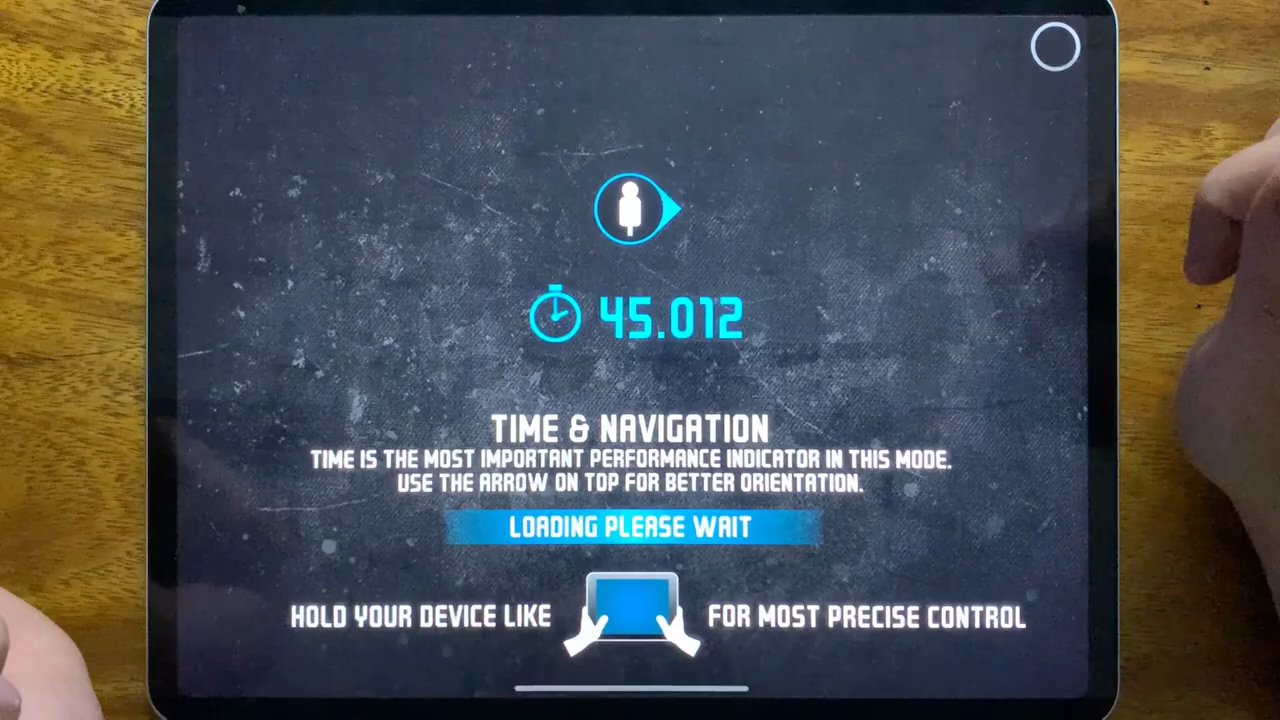 45.012
TIME & NAVIGATION
TIME IS THE MOST IMPORTANT PERFORMANCE INDICATOR IN THIS MODE.
USE THE ARROW ON TOP FOR BETTER ORIENTATION.
LOADING PLEASE WAIT
HOLD YOUR DEVICE LIKE FOR MOST PRECISE CONTROL